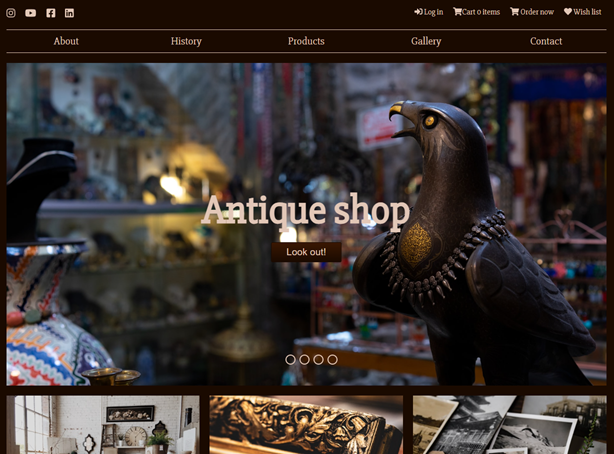 Log in Cart 0 items Order now Wish list
About History Products Gallery Contact
Antique shop
Look out!